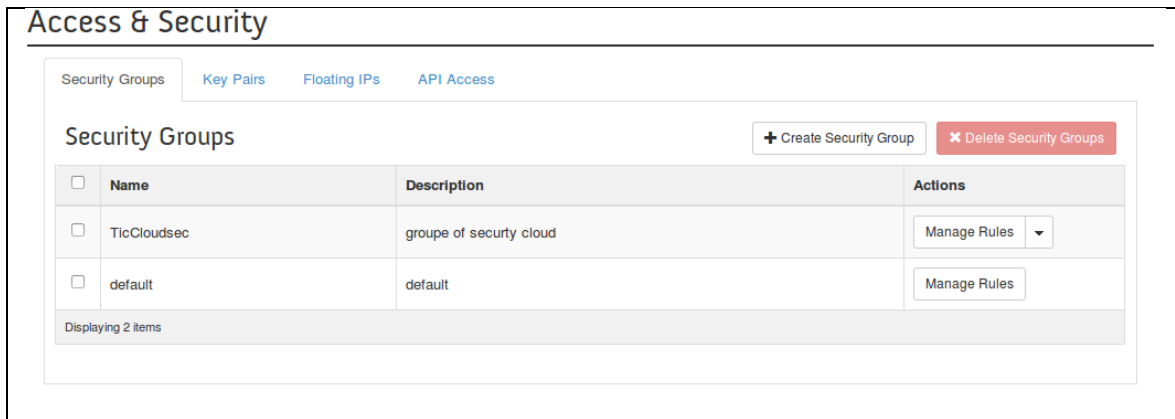 Access & Security
Security Groups Key Pairs Floating IPs API Access
Security Groups
Create Security Group Delete Security Groups
Name Description Actions
TicCloudsec groupe of securty cloud Manage Rules
default default Manage Rules
Displaying 2 items